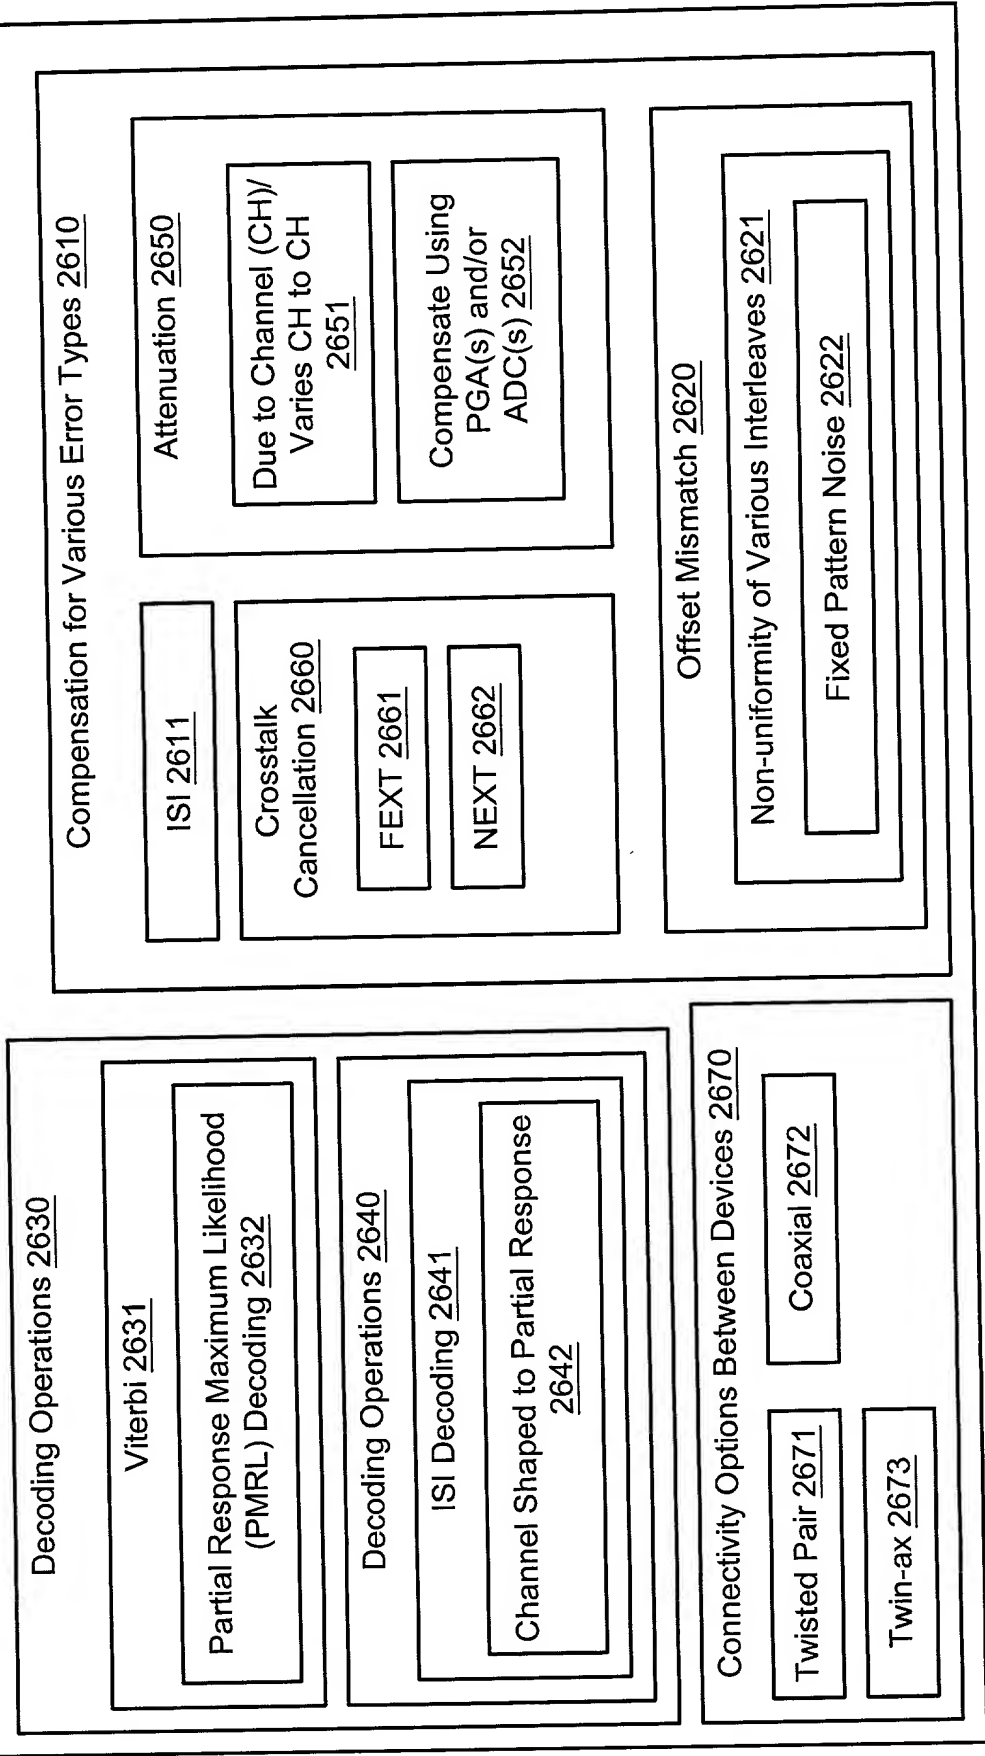 Decoding Operations 2630
Viterbi 2631
Partial Response Maximum Likelihood
(PMRL) Decoding 2632
Decoding Operations 2640
ISI Decoding 2641
Channel Shaped to Partial Response
2642
Connectivity Options Between Devices 2670
Twisted Pair 2671
Coaxial 2672
Twin-ax 2673
Compensation for Various Error Types 2610
ISI 2611
Crosstalk
Cancellation 2660
FEXT 2661
NEXT 2662
Attenuation 2650
Due to Channel (CH)/
Varies CH to CH
2651
Compensate Using
PGA(s) and/or
ADC(s) 2652
Offset Mismatch 2620
Non-uniformity of Various Interleaves 2621
Fixed Pattern Noise 2622